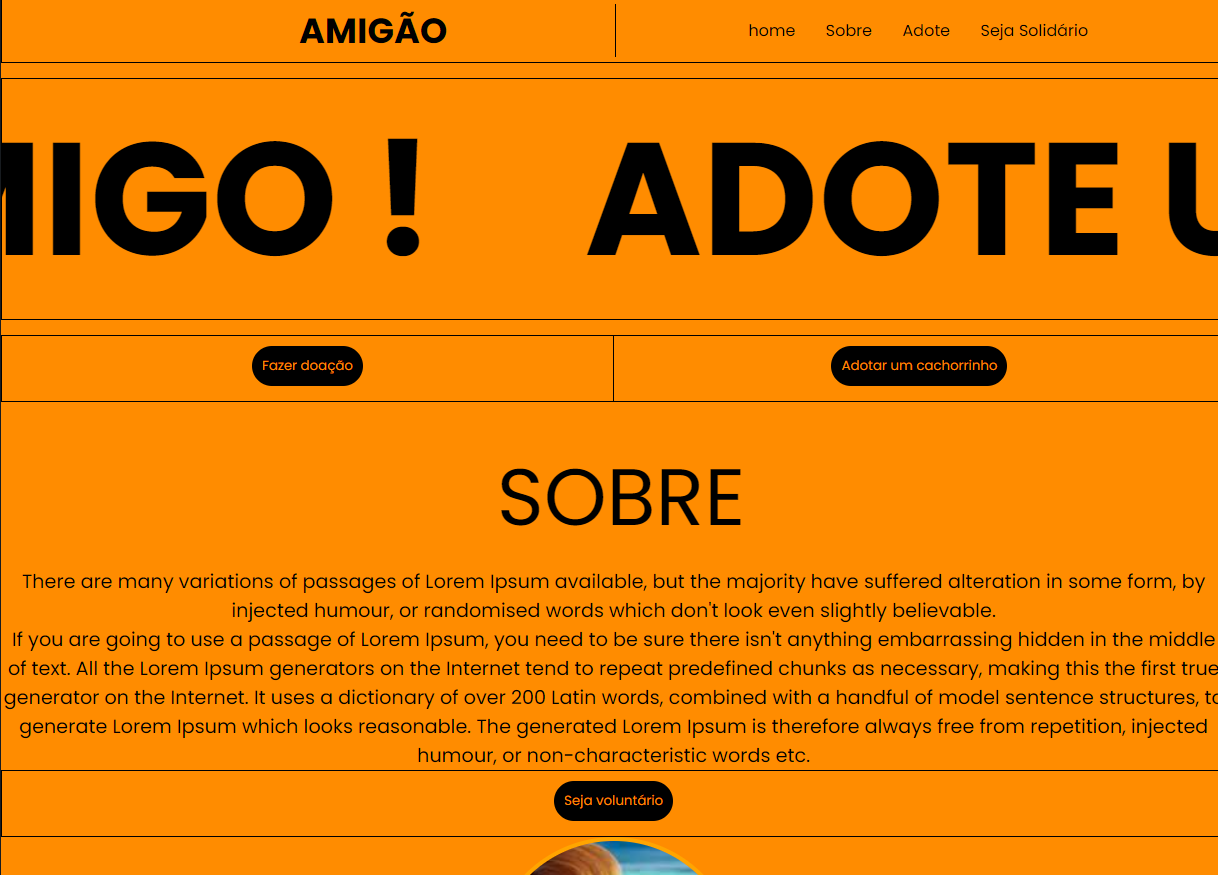 AMIGÃO
home Sobre Adote Seja Solidário
MIGO ! ADOTE U
Fazer doação Adotar um cachorrinho
SOBRE
There are many variations of passages of Lorem Ipsum available, but the majority have suffered alteration in some form, by
injected humour, or randomised words which don't look even slightly believable.
If you are going to use a passage of Lorem Ipsum, you need to be sure there isn't anything embarrassing hidden in the middle
of text. All the Lorem Ipsum generators on the Internet tend to repeat predefined chunks as necessary, making this the first true
generator on the Internet. It uses a dictionary of over 200 Latin words, combined with a handful of model sentence structures, to
generate Lorem Ipsum which looks reasonable. The generated Lorem Ipsum is therefore always free from repetition, injected
humour, or non-characteristic words etc.
Seja voluntário